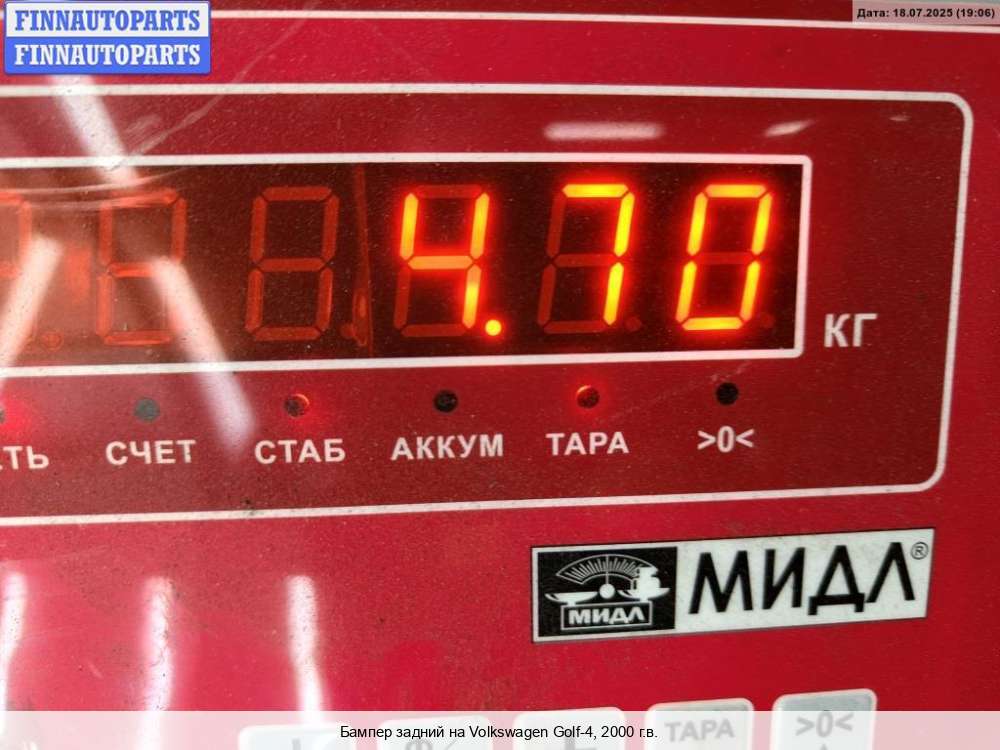 FINNAUTOPARTS
FINNAUTOPARTS
Дата: 18.07.2025 (19:06)
4.70
КГ
СЧЕТ
СТАБ
АККУМ
ТАРА
>0<
МИДЛ
МИДЛ®
ТАРА
>0<
Бампер задний на Volkswagen Golf-4, 2000 г.в.